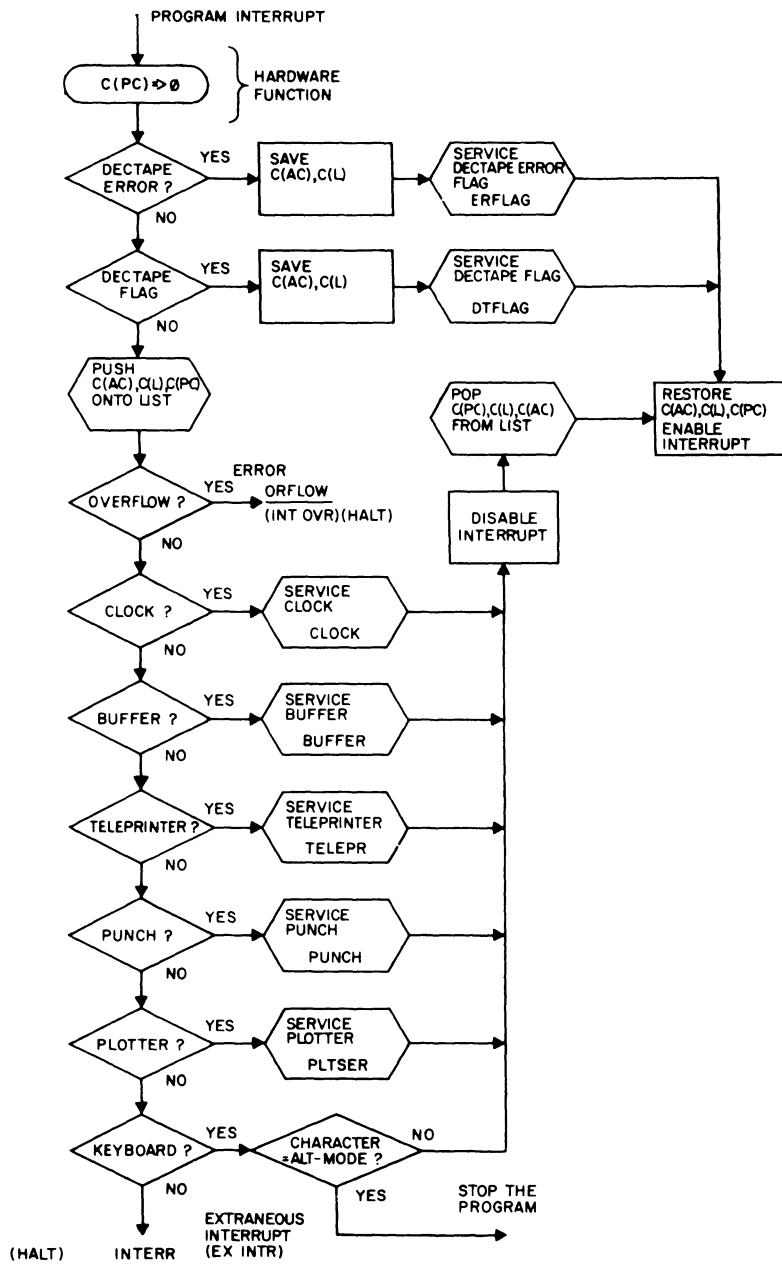 PROGRAM INTERRUPT
C(PC)=>0
HARDWARE
FUNCTION
DECTAPE
ERROR ?
YES
NO
SAVE
C(AC),C(L)
SERVICE
DECTAPE ERROR
FLAG
ERFLAG
DECTAPE
FLAG
YES
NO
SAVE
C(AC),C(L)
SERVICE
DECTAPE FLAG
DTFLAG
PUSH
C(AC),C(L),C(PC)
ONTO LIST
POP
C(PC),C(L),C(AC)
FROM LIST
RESTORE
C(AC),C(L),C(PC)
ENABLE
INTERRUPT
OVERFLOW ?
YES
NO
ERROR
ORFLOW
(INT OVR)(HALT)
DISABLE
INTERRUPT
CLOCK ?
YES
NO
SERVICE
CLOCK
CLOCK
BUFFER ?
YES
NO
SERVICE
BUFFER
BUFFER
TELEPRINTER ?
YES
NO
SERVICE
TELEPRINTER
TELEPR
PUNCH ?
YES
NO
SERVICE
PUNCH
PUNCH
PLOTTER ?
YES
NO
SERVICE
PLOTTER
PLTSER
KEYBOARD ?
YES
NO
CHARACTER
=ALT-MODE ?
NO
YES
STOP THE
PROGRAM
EXTRANEOUS
INTERRUPT
(EX INTR)
(HALT) INTERR